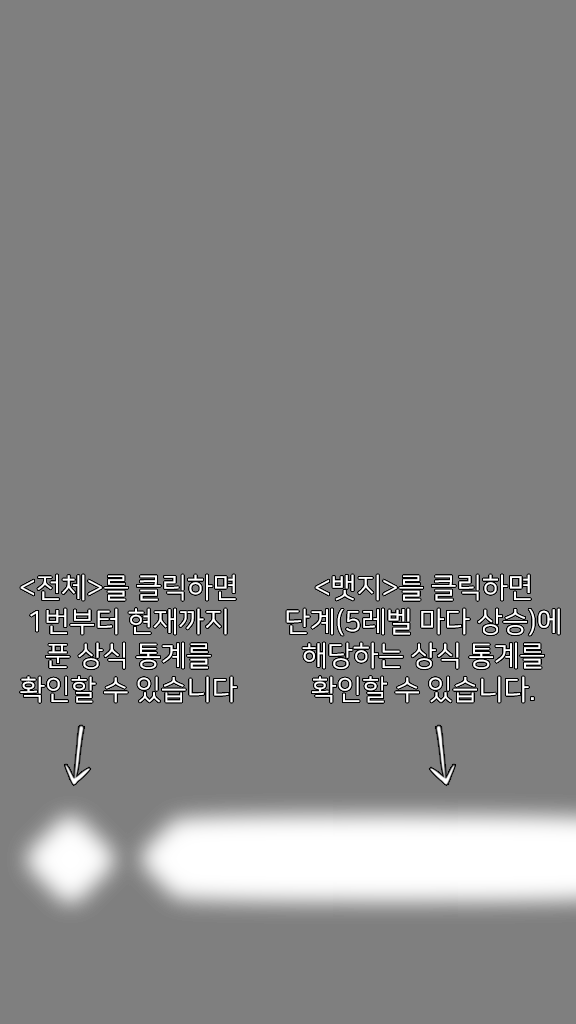 <전체>를 클릭하면
1번부터 현재까지
푼 상식 통계를
확인할 수 있습니다
<뱃지>를 클릭하면
단계(5레벨 마다 상승)에
해당하는 상식 통계를
확인할 수 있습니다.